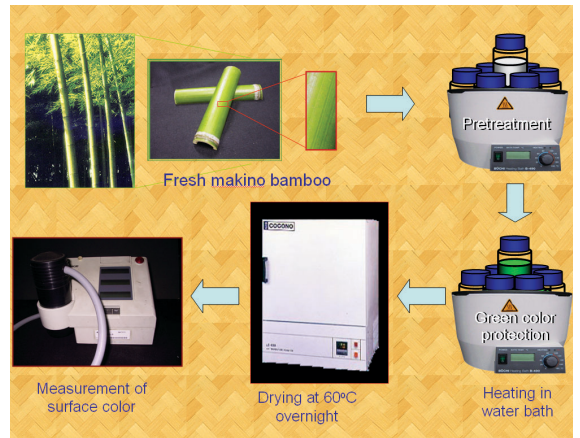 Fresh makino bamboo
Pretreatment
Green color
protection
Heating in
water bath
COCONO
Drying at 60°C
overnight
Measurement of
surface color